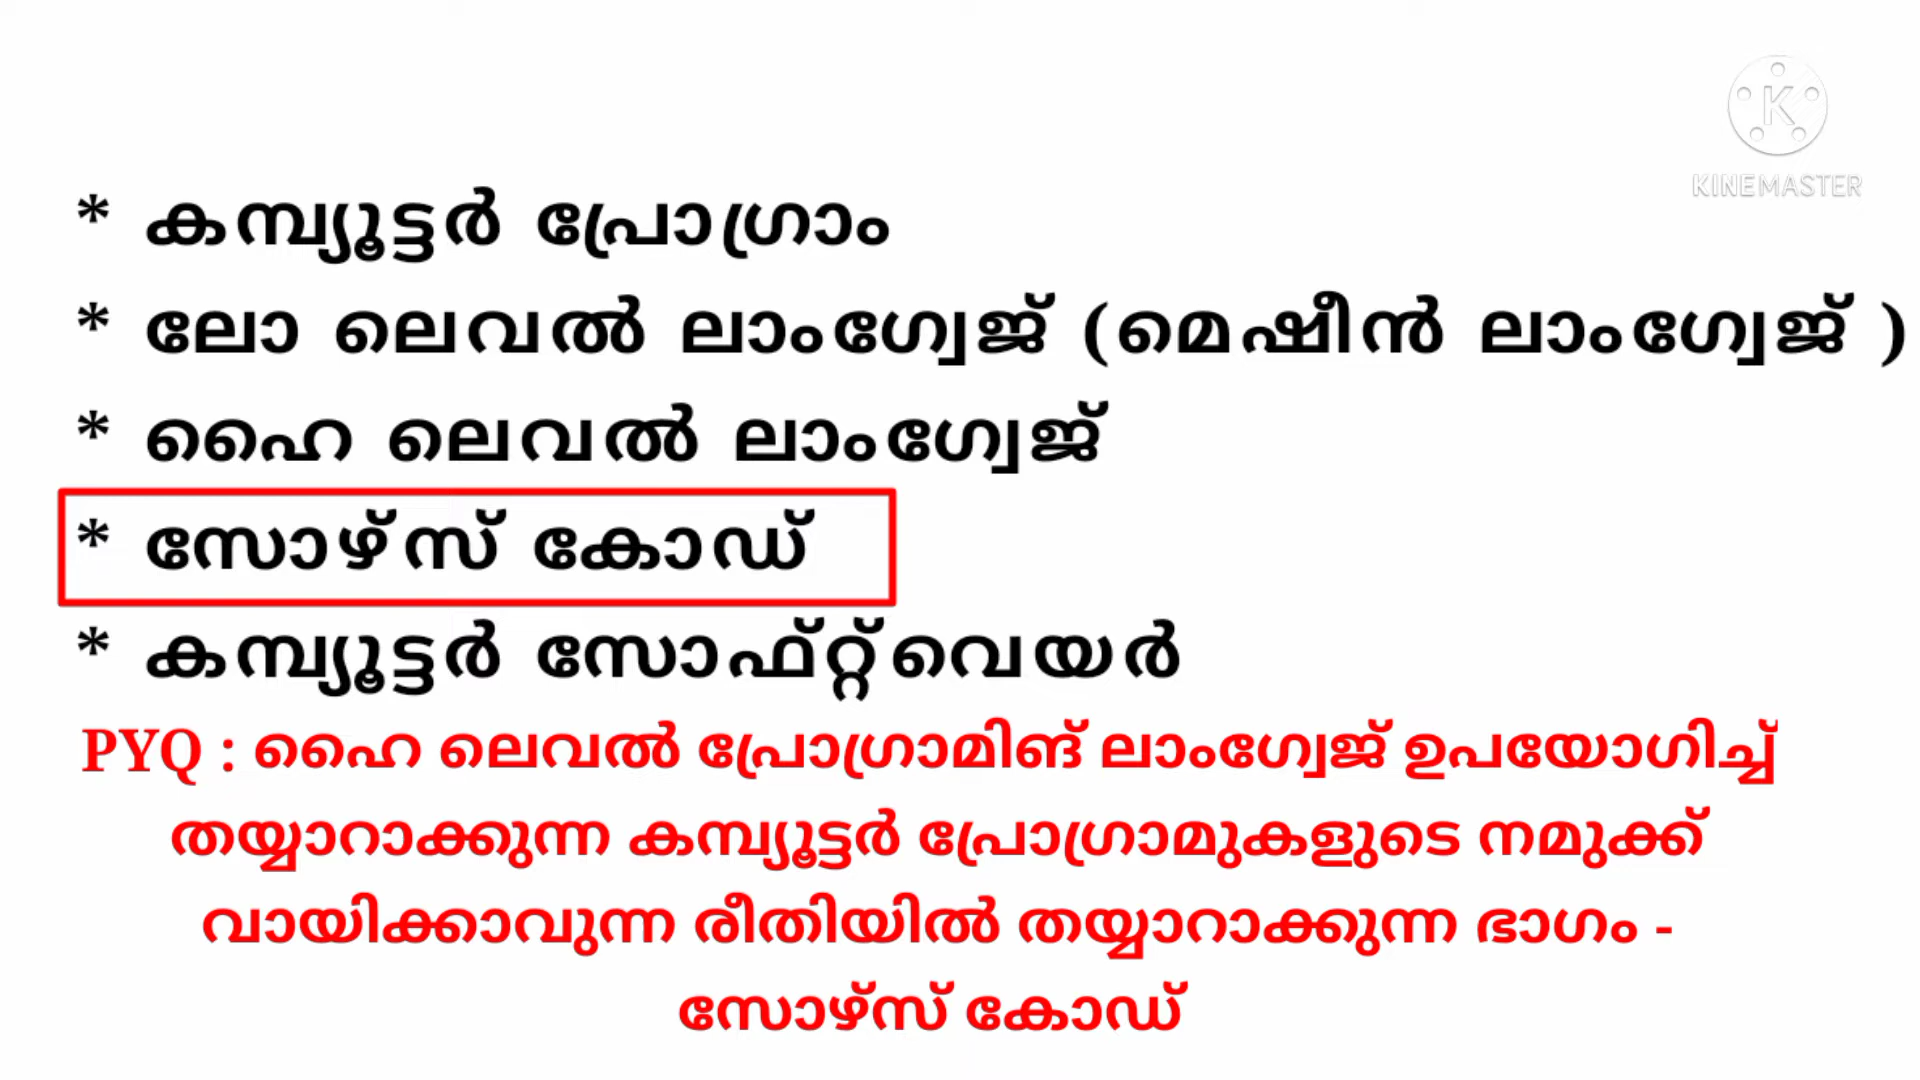 KINEMASTER
* കമ്പ്യൂട്ടർ പ്രോഗ്രാം
* ലോ ലെവൽ ലാംഗ്വേജ് (മെഷീൻ ലാംഗ്വേജ് )
* ഹൈ ലെവൽ ലാംഗ്വേജ്
* സോഴ്സ് കോഡ്
* കമ്പ്യൂട്ടർ സോഫ്റ്റ്‌വെയർ
PYQ : ഹൈ ലെവൽ പ്രോഗ്രാമിങ് ലാംഗ്വേജ് ഉപയോഗിച്ച്
തയ്യാറാക്കുന്ന കമ്പ്യൂട്ടർ പ്രോഗ്രാമുകളുടെ നമുക്ക്
വായിക്കാവുന്ന രീതിയിൽ തയ്യാറാക്കുന്ന ഭാഗം -
സോഴ്സ് കോഡ്